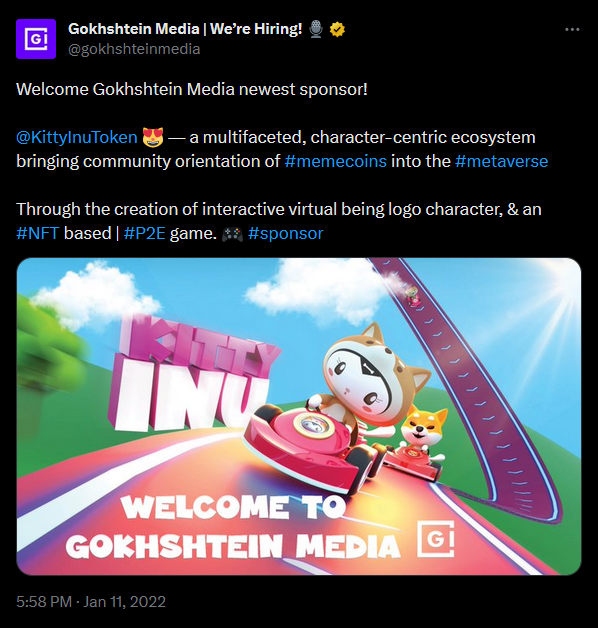 Gokhshtein Media | We’re Hiring! 🎙️
@gokhshteinmedia
Welcome Gokhshtein Media newest sponsor!
@KittyInuToken 😻 — a multifaceted, character-centric ecosystem
bringing community orientation of #memecoins into the #metaverse
Through the creation of interactive virtual being logo character, & an
#NFT based | #P2E game. 🎮 #sponsor
KITTY
INU
WELCOME TO
GOKHSHTEIN MEDIA
5:58 PM · Jan 11, 2022